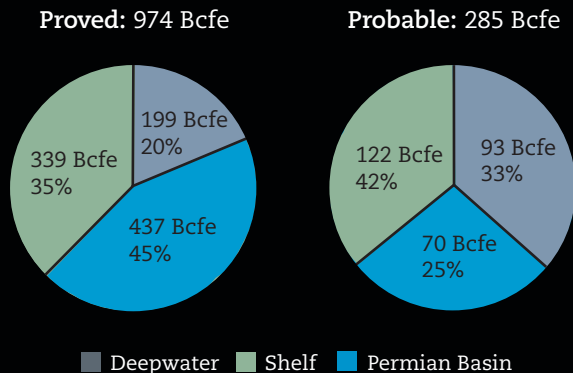 Proved: 974 Bcfe
199 Bcfe
20%
339 Bcfe
35%
437 Bcfe
45%
Probable: 285 Bcfe
93 Bcfe
33%
122 Bcfe
42%
70 Bcfe
25%
Deepwater Shelf Permian Basin